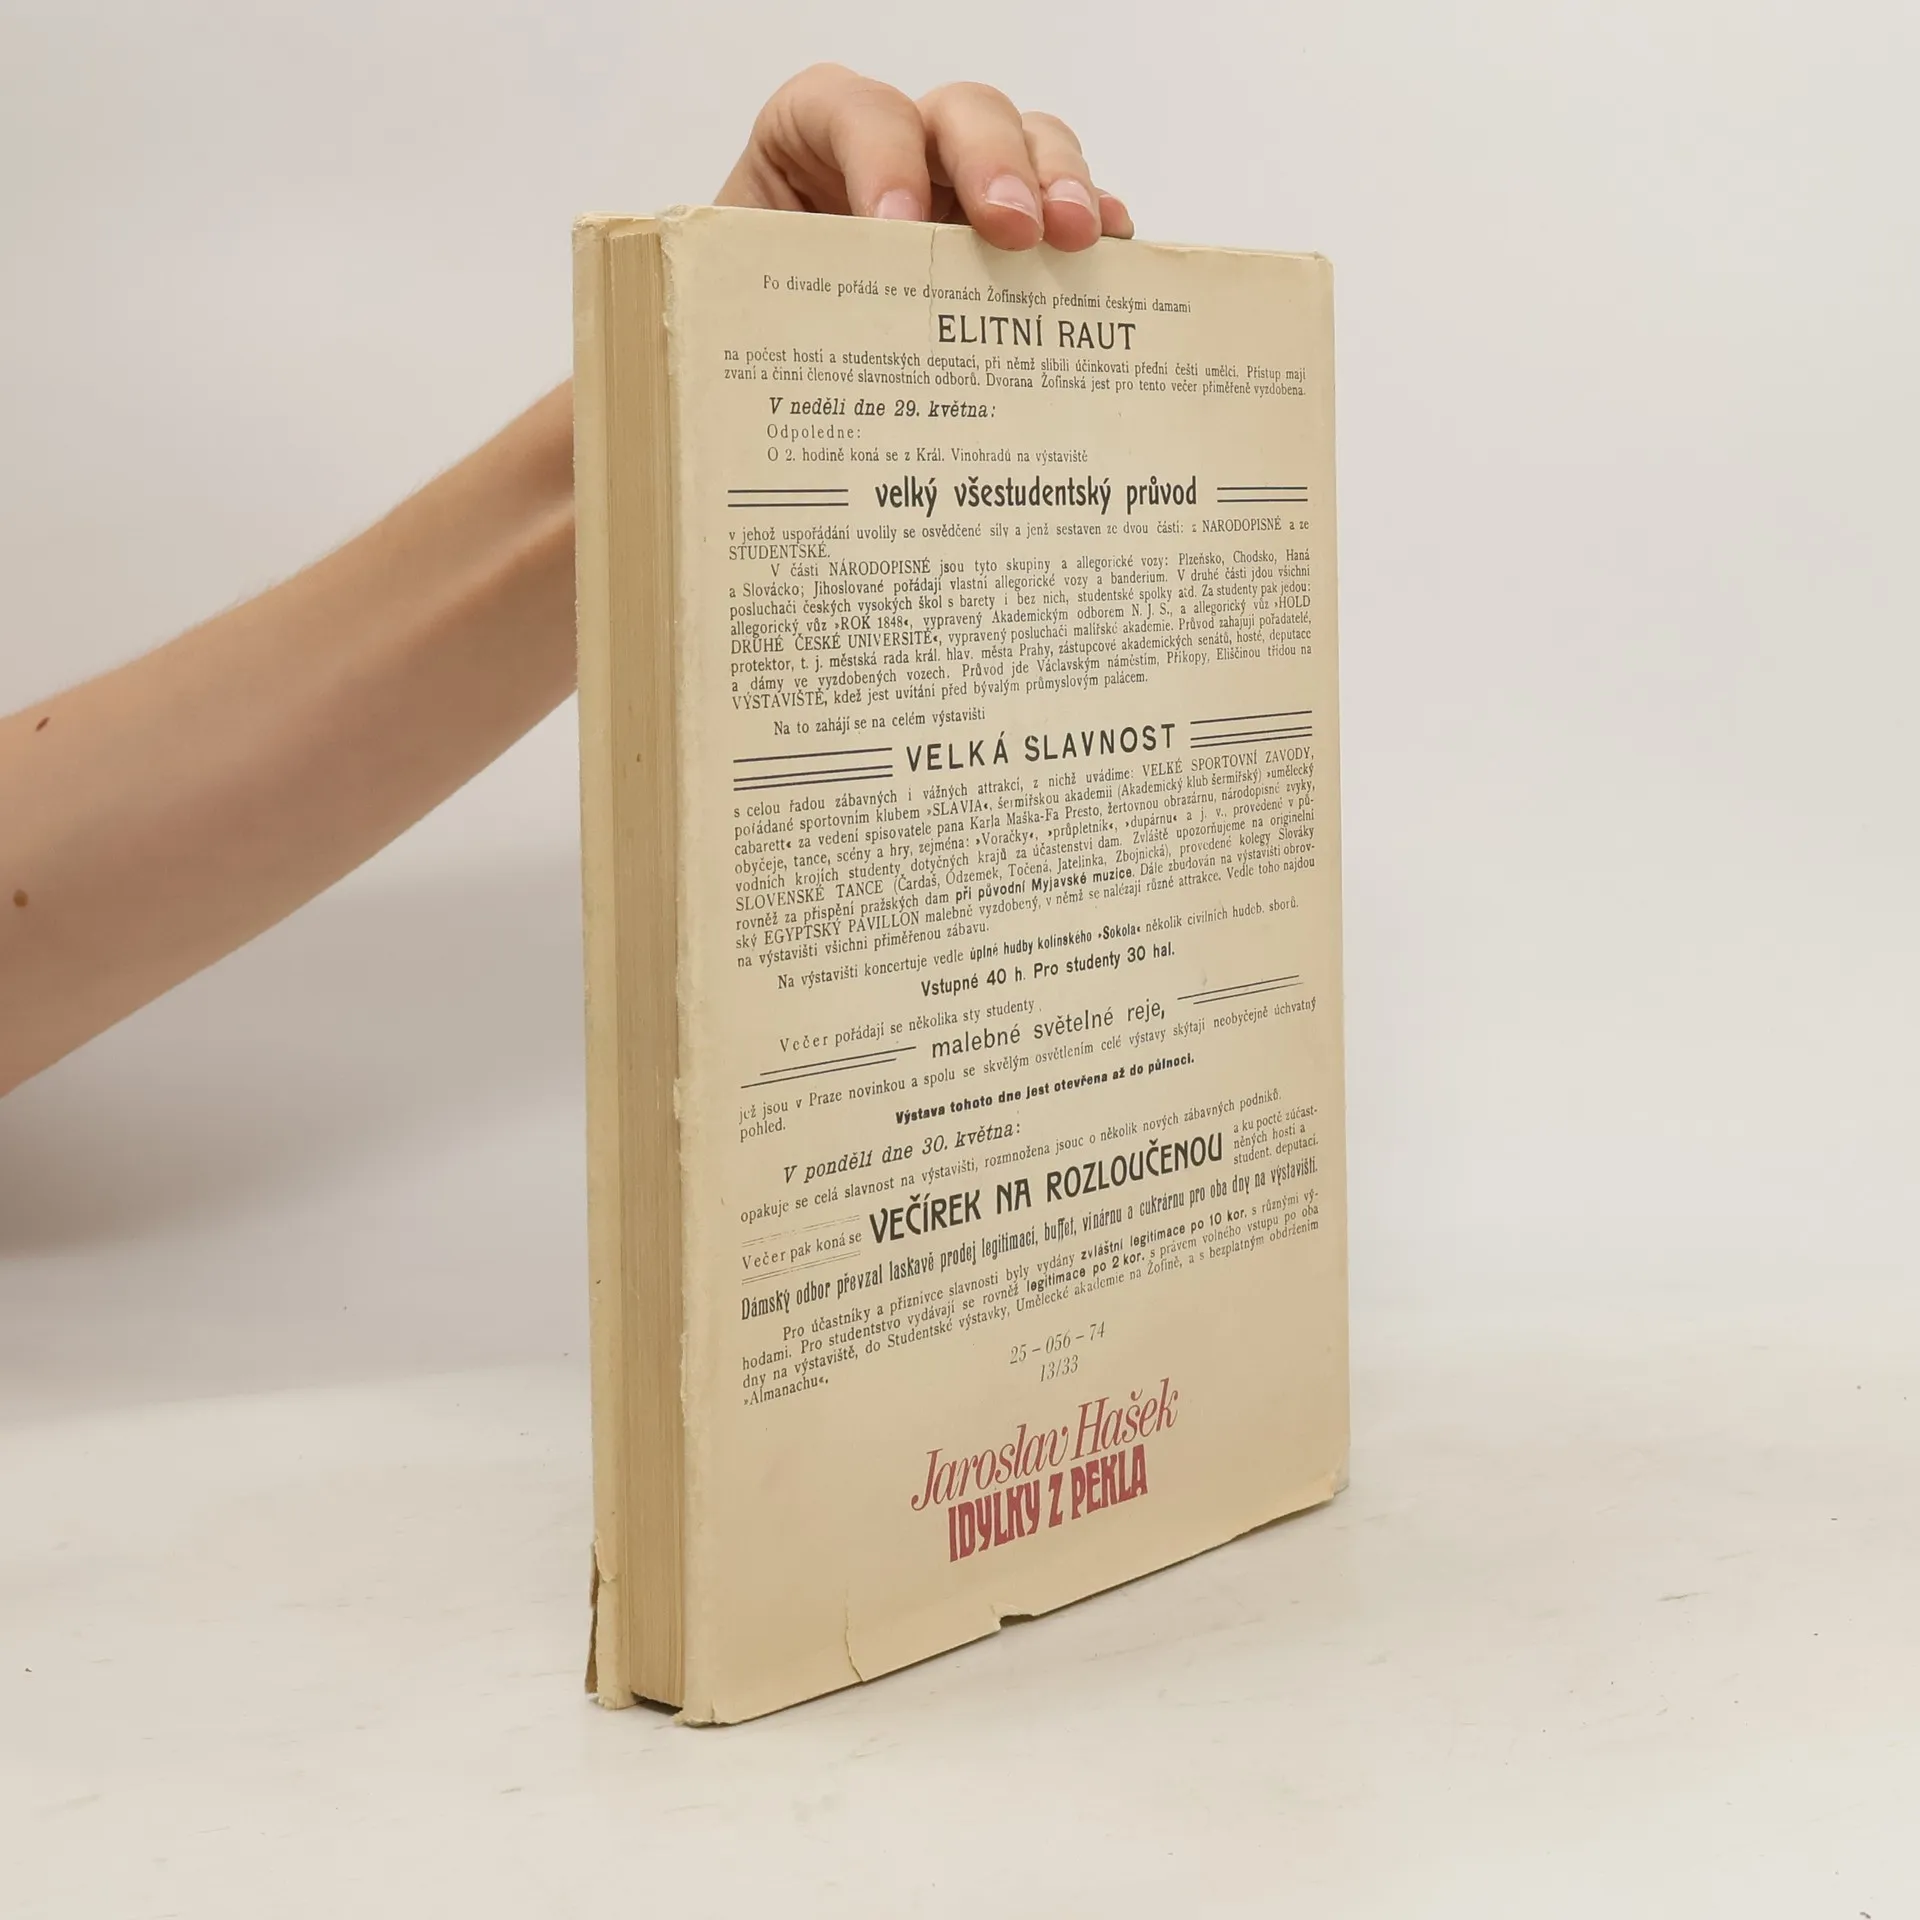 Po divadle pořádá se ve dvoranách Žofínských předními českými damami
ELITNÍ RAUT
na počest hostí a studentských deputací, při němž slíbili účinkovati přední čeští umělci. Přístup mají
zvaní a činní členové slavnostních odborů. Dvorana Žofínská jest pro tento večer přiměřeně vyzdobena.
V neděli dne 29. května:
Odpoledne:
O 2. hodině koná se z Král. Vinohradů na výstaviště
velký všestudentský průvod
v jehož uspořádání uvolily se osvědčené síly a jenž sestaven ze dvou částí: z NÁRODOPISNÉ a ze
STUDENTSKÉ.
V části NÁRODOPISNÉ jsou tyto skupiny a allegorické vozy: Plzeňsko, Chodsko, Haná
a Slovácko; Jihoslované pořádají vlastní allegorické vozy a banderium. V druhé části jdou všichni
posluchači českých vysokých škol s barety i bez nich, studentské spolky atd. Za studenty pak jedou:
allegorický vůz »ROK 1848«, vypravený Akademickým odborem N. J. S., a allegorický vůz »HOLD
DRUHÉ ČESKÉ UNIVERSITĚ«, vypravený posluchači malířské akademie. Průvod zahajují pořadatelé,
protektor, t. j. městská rada král. hlav. města Prahy, zástupcové akademických senátů, hosté, deputace
a dámy ve vyzdobených vozech. Průvod jde Václavským náměstím, Příkopy, Eliščinou třídou na
VÝSTAVIŠTĚ, kdež jest uvítání před bývalým průmyslovým palácem.
Na to zahájí se na celém výstavišti
VELKÁ SLAVNOST
s celou řadou zábavných i vážných attrakcí, z nichž uvádíme: VELKÉ SPORTOVNÍ ZÁVODY,
pořádané sportovním klubem »SLAVIA«, šermířskou akademii (Akademický klub šermířský) »umělecký
cabarett« za vedení spisovatele pana Karla Maška-Fa Presto, žertovnou obrazárnu, národopisné zvyky,
obyčeje, tance, scény a hry, zejména: »Voračky«, »průpletník«, »dupárnu« a j. v., provedené v pů-
vodních krojích studenty dotyčných krajů za účastenství dam. Zvláště upozorňujeme na originelní
SLOVENSKÉ TANCE (Čardaš, Odzemek, Točená, Jatelinka, Zbojnická), provedené kolegy Slováky
rovněž za přispění pražských dam při původní Myjavské muzice. Dále zbudován na výstavišti obrov-
ský EGYPTSKÝ PAVILLON malebně vyzdobený, v němž se nalézají různé attrakce. Vedle toho najdou
na výstavišti všichni přiměřenou zábavu.
Na výstavišti koncertuje vedle úplné hudby kolínského »Sokola« několik civilních hudeb. sborů.
Vstupné 40 h. Pro studenty 30 hal.
Večer pořádají se několika sty studenty
malebné světelné reje,
jež jsou v Praze novinkou a spolu se skvělým osvětlením celé výstavy skýtají neobyčejně úchvatný
pohled.
Výstava tohoto dne jest otevřena až do půlnoci.
V pondělí dne 30. května:
opakuje se celá slavnost na výstavišti, rozmnožena jsouc o několik nových zábavných podniků.
Večer pak koná se VEČÍREK NA ROZLOUČENOU a ku poctě zúčast-
něných hostí a
student. deputací.
Dámský odbor převzal laskavě prodej legitimací, buffet, vinárnu a cukrárnu pro oba dny na výstavišti.
Pro účastníky a příznivce slavnosti byly vydány zvláštní legitimace po 10 kor. s různými vý-
hodami. Pro studentstvo vydávají se rovněž legitimace po 2 kor. s právem volného vstupu po oba
dny na výstaviště, do Studentské výstavky, Umělecké akademie na Žofíně, a s bezplatným obdržením
»Almanachu«.
25 – 056 – 74
13/33
Jaroslav Hašek
IDYLKY Z PEKLA